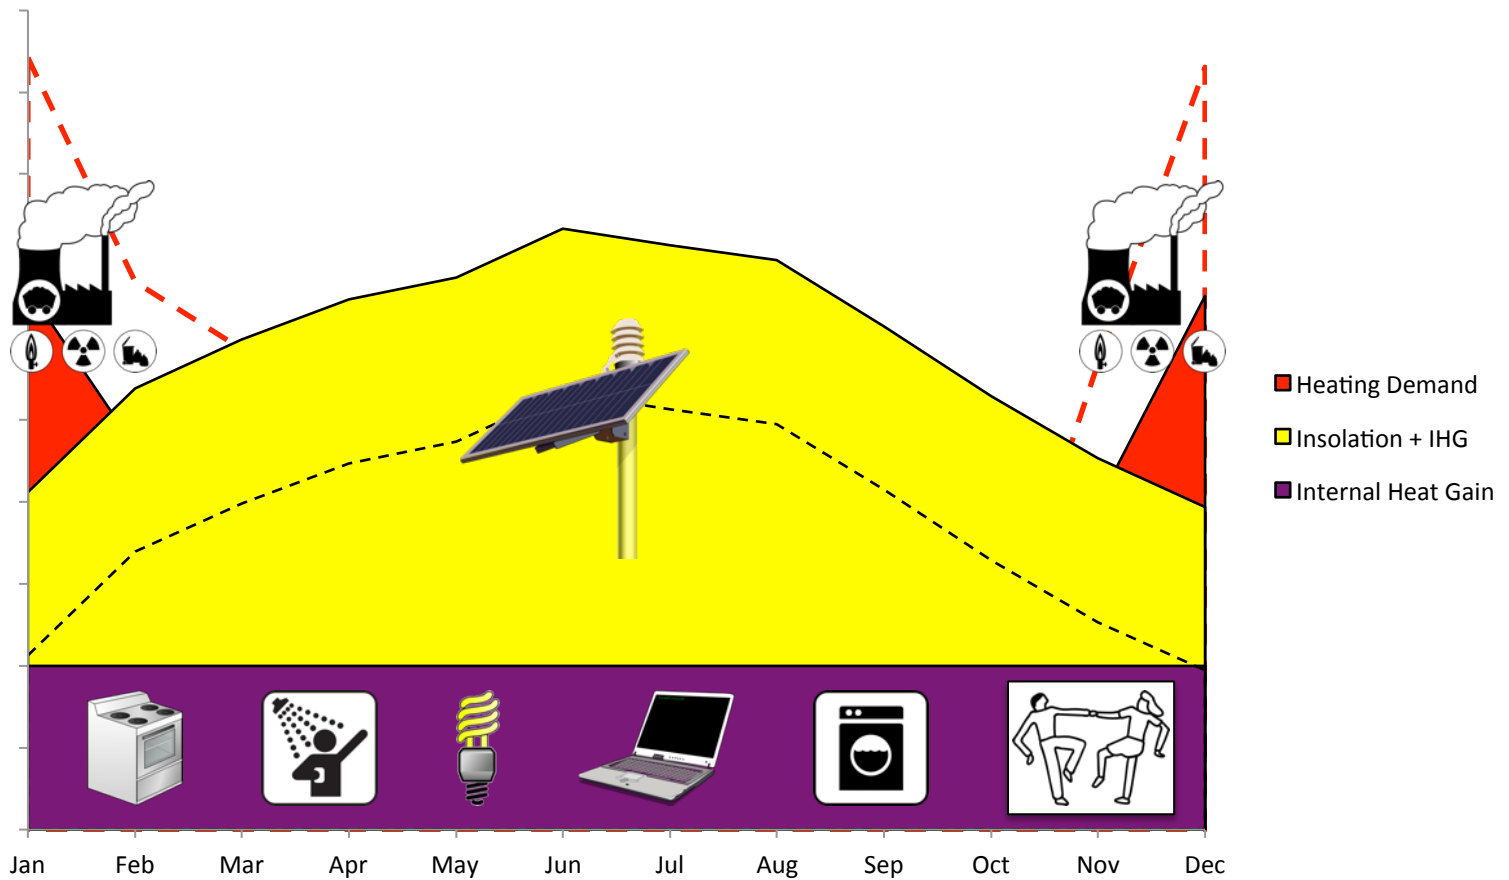 Heating Demand
Insolation + IHG
Internal Heat Gain
Jan Feb Mar Apr May Jun Jul Aug Sep Oct Nov Dec